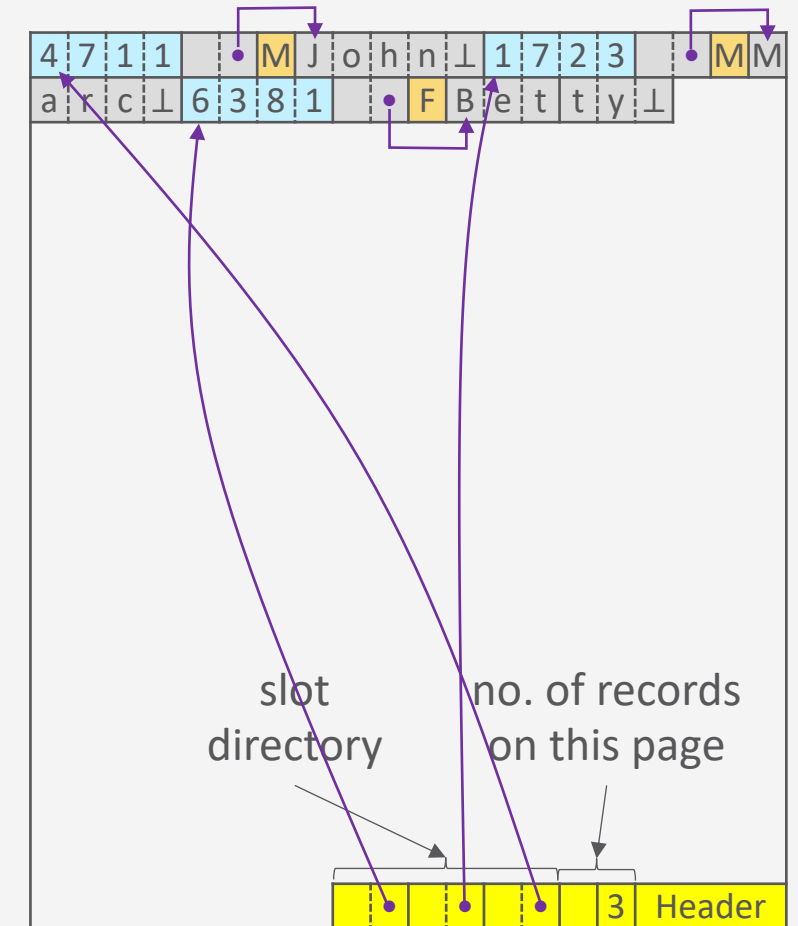 4711 MJohn⊥1723 MM
arc⊥6381 FBetty⊥
slot
directory
no. of records
on this page
3 Header